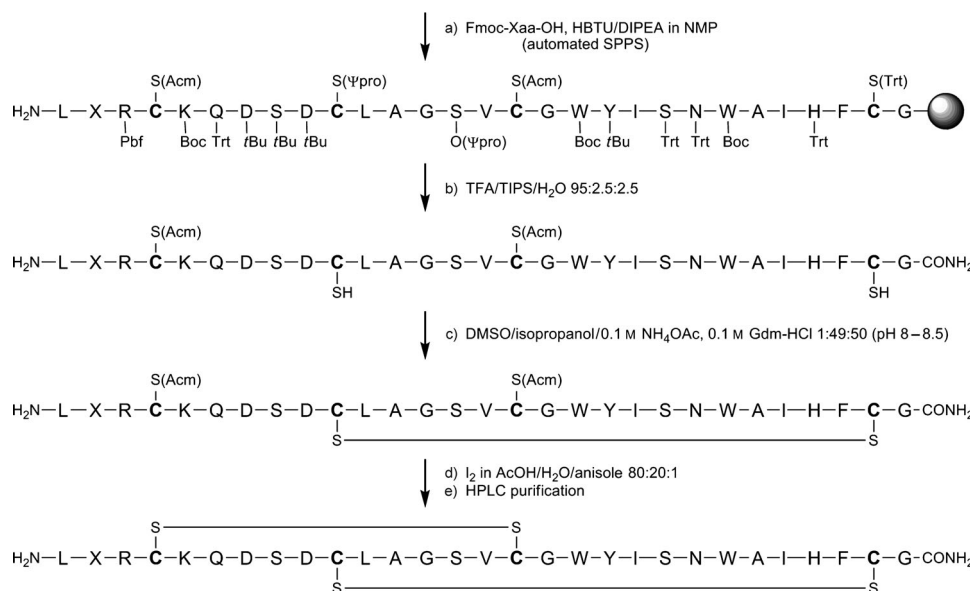 a) Fmoc-Xaa-OH, HBTU/DIPEA in NMP
(automated SPPS)
S(Acm) S(Ψpro) S(Acm) S(Trt)
H₂N–L–X–R–C–K–Q–D–S–D–C–L–A–G–S–V–C–G–W–Y–I–S–N–W–A–I–H–F–C–G
Pbf Boc Trt tBu tBu tBu O(Ψpro) Boc tBu Trt Trt Boc Trt
b) TFA/TIPS/H₂O 95:2.5:2.5
S(Acm) S(Acm)
H₂N–L–X–R–C–K–Q–D–S–D–C–L–A–G–S–V–C–G–W–Y–I–S–N–W–A–I–H–F–C–G–CONH₂
SH SH
c) DMSO/isopropanol/0.1 M NH₄OAc, 0.1 M Gdm-HCl 1:49:50 (pH 8–8.5)
S(Acm) S(Acm)
H₂N–L–X–R–C–K–Q–D–S–D–C–L–A–G–S–V–C–G–W–Y–I–S–N–W–A–I–H–F–C–G–CONH₂
S S
d) I₂ in AcOH/H₂O/anisole 80:20:1
e) HPLC purification
S S
H₂N–L–X–R–C–K–Q–D–S–D–C–L–A–G–S–V–C–G–W–Y–I–S–N–W–A–I–H–F–C–G–CONH₂
S S